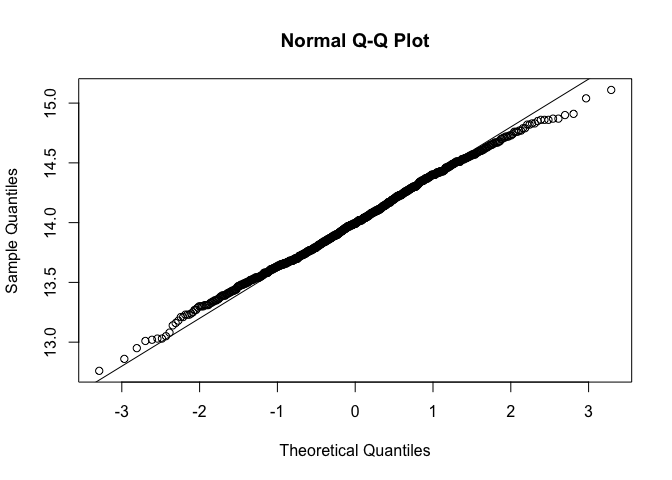 Normal Q-Q Plot
Sample Quantiles
15.0
14.5
14.0
13.5
13.0
-3 -2 -1 0 1 2 3
Theoretical Quantiles